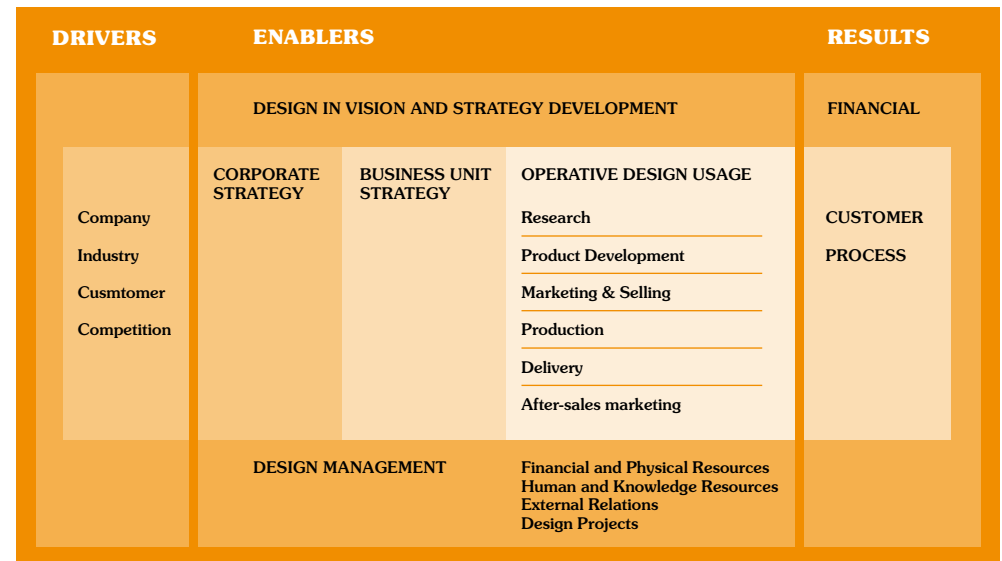 DRIVERS
ENABLERS
RESULTS
DESIGN IN VISION AND STRATEGY DEVELOPMENT
FINANCIAL
Company
Industry
Cusmtomer
Competition
CORPORATE
STRATEGY
BUSINESS UNIT
STRATEGY
OPERATIVE DESIGN USAGE
Research
Product Development
Marketing & Selling
Production
Delivery
After-sales marketing
CUSTOMER
PROCESS
DESIGN MANAGEMENT
Financial and Physical Resources
Human and Knowledge Resources
External Relations
Design Projects